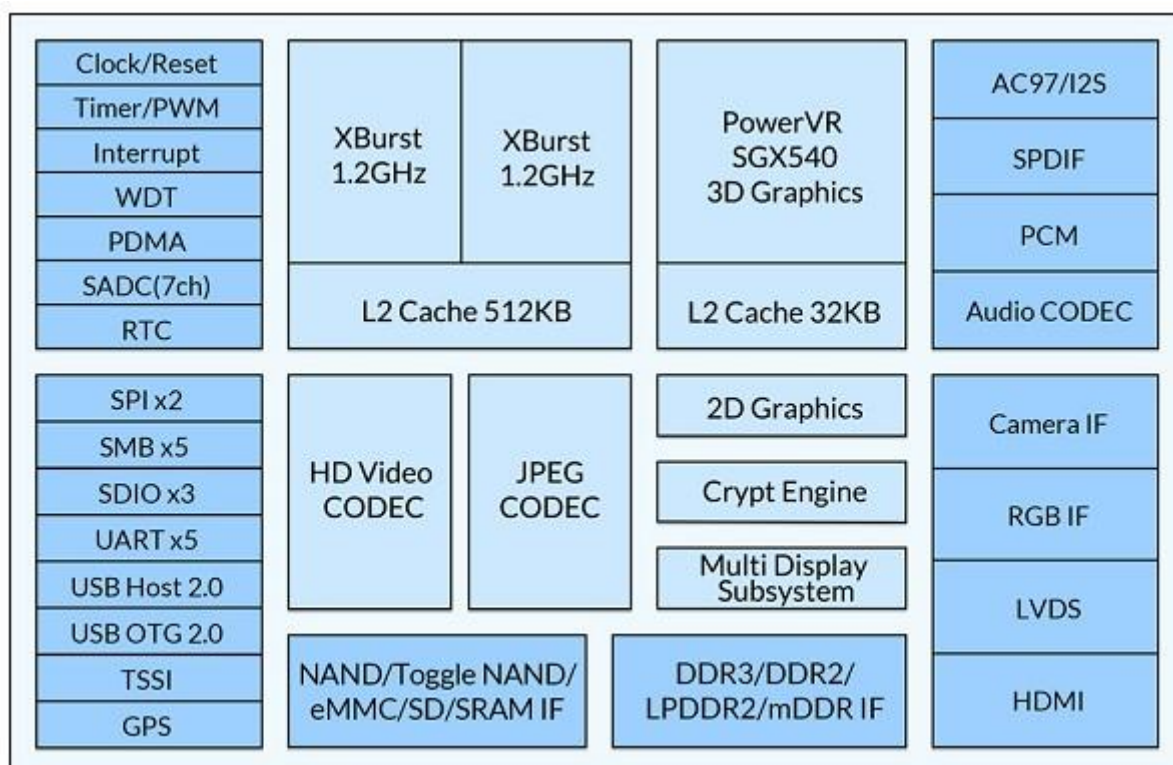 Clock/Reset
Timer/PWM
Interrupt
WDT
PDMA
SADC(7ch)
RTC
XBurst
1.2GHz
XBurst
1.2GHz
L2 Cache 512KB
PowerVR
SGX540
3D Graphics
L2 Cache 32KB
AC97/I2S
SPDIF
PCM
Audio CODEC
SPI x2
SMB x5
SDIO x3
UART x5
USB Host 2.0
USB OTG 2.0
TSSI
GPS
HD Video
CODEC
JPEG
CODEC
2D Graphics
Crypt Engine
Multi Display
Subsystem
NAND/Toggle NAND/
eMMC/SD/SRAM IF
DDR3/DDR2/
LPDDR2/mDDR IF
Camera IF
RGB IF
LVDS
HDMI